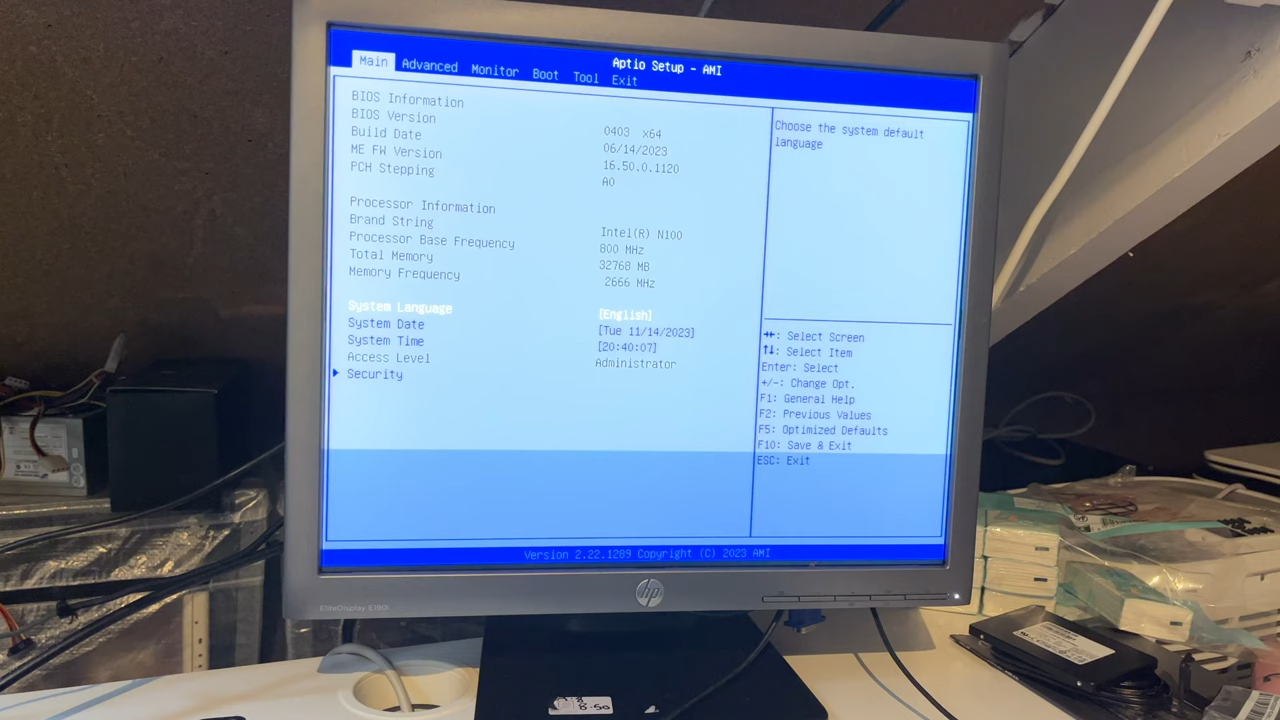 Aptio Setup - AMI
Main Advanced Monitor Boot Tool Exit
BIOS Information
BIOS Version 0403 x64
Build Date 06/14/2023
ME FW Version 16.50.0.1120
PCH Stepping A0
Processor Information
Brand String Intel(R) N100
Processor Base Frequency 800 MHz
Total Memory 32768 MB
Memory Frequency 2666 MHz
System Language [English]
System Date [Tue 11/14/2023]
System Time [20:40:07]
Access Level Administrator
Security
Choose the system default
language
→←: Select Screen
↑↓: Select Item
Enter: Select
+/-: Change Opt.
F1: General Help
F2: Previous Values
F5: Optimized Defaults
F10: Save & Exit
ESC: Exit
Version 2.22.1289 Copyright (C) 2023 AMI
EliteDisplay E190i
hp